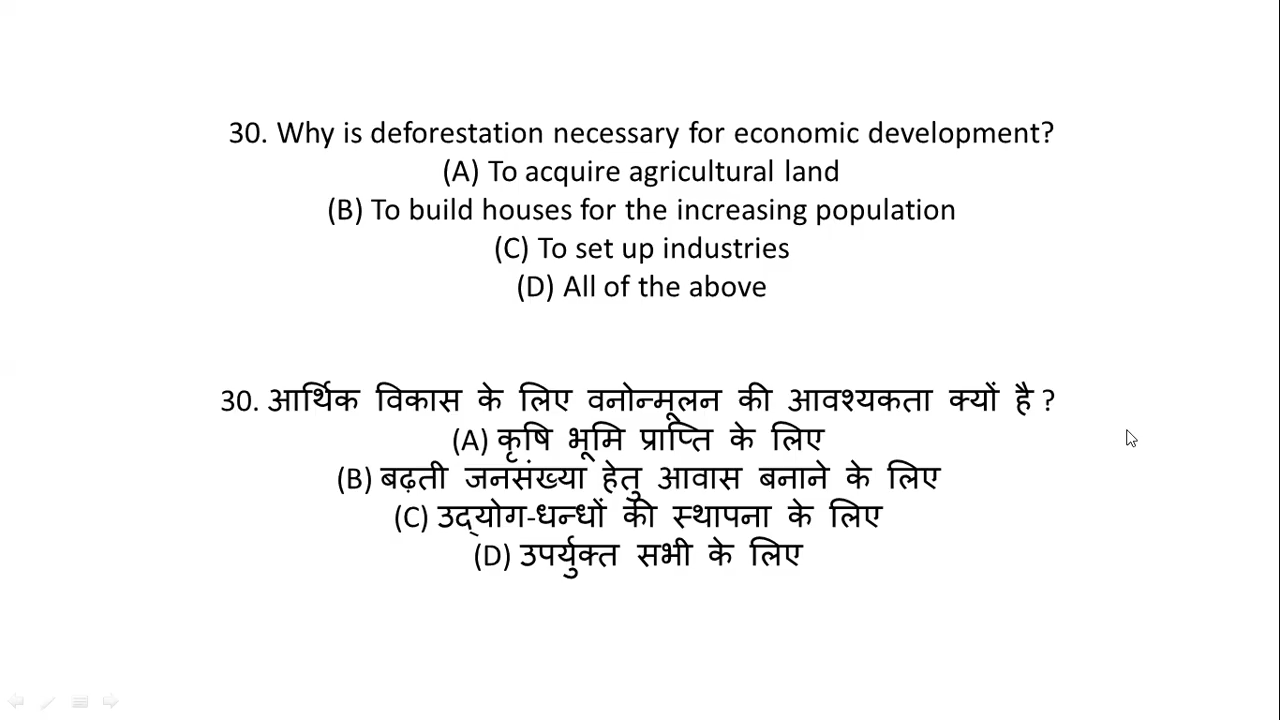 30. Why is deforestation necessary for economic development?
(A) To acquire agricultural land
(B) To build houses for the increasing population
(C) To set up industries
(D) All of the above
30. आर्थिक विकास के लिए वनोन्मूलन की आवश्यकता क्यों है ?
(A) कृषि भूमि प्राप्ति के लिए
(B) बढ़ती जनसंख्या हेतु आवास बनाने के लिए
(C) उद्योग-धन्धों की स्थापना के लिए
(D) उपर्युक्त सभी के लिए